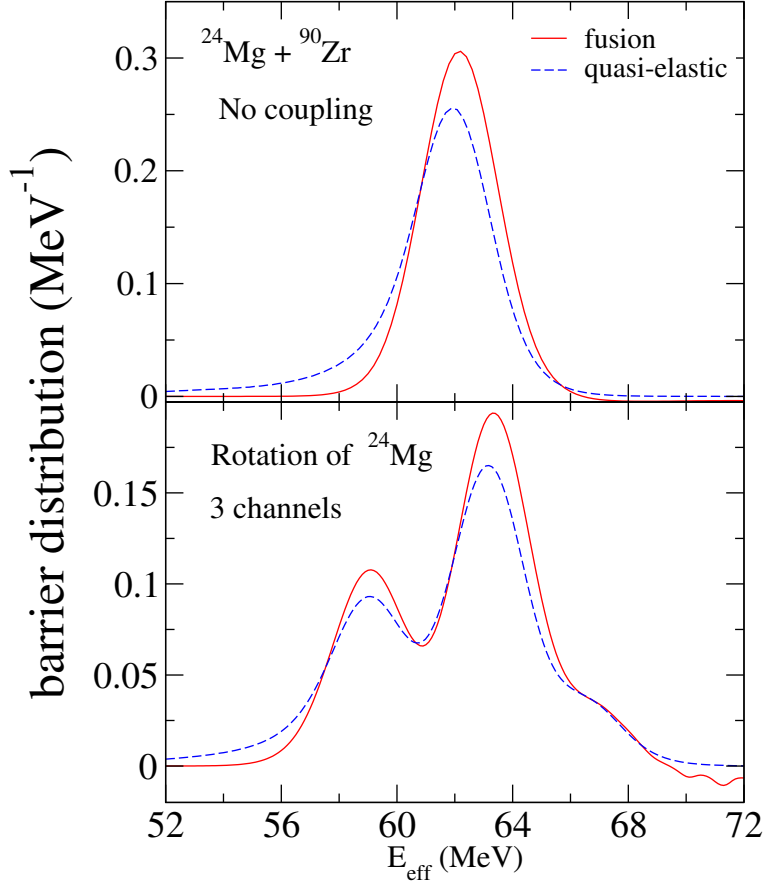 ²⁴Mg + ⁹⁰Zr
No coupling
fusion
quasi-elastic
0.3
0.2
0.1
0
barrier distribution (MeV⁻¹)
Rotation of ²⁴Mg
3 channels
0.15
0.1
0.05
0
52 56 60 64 68 72
E_eff (MeV)